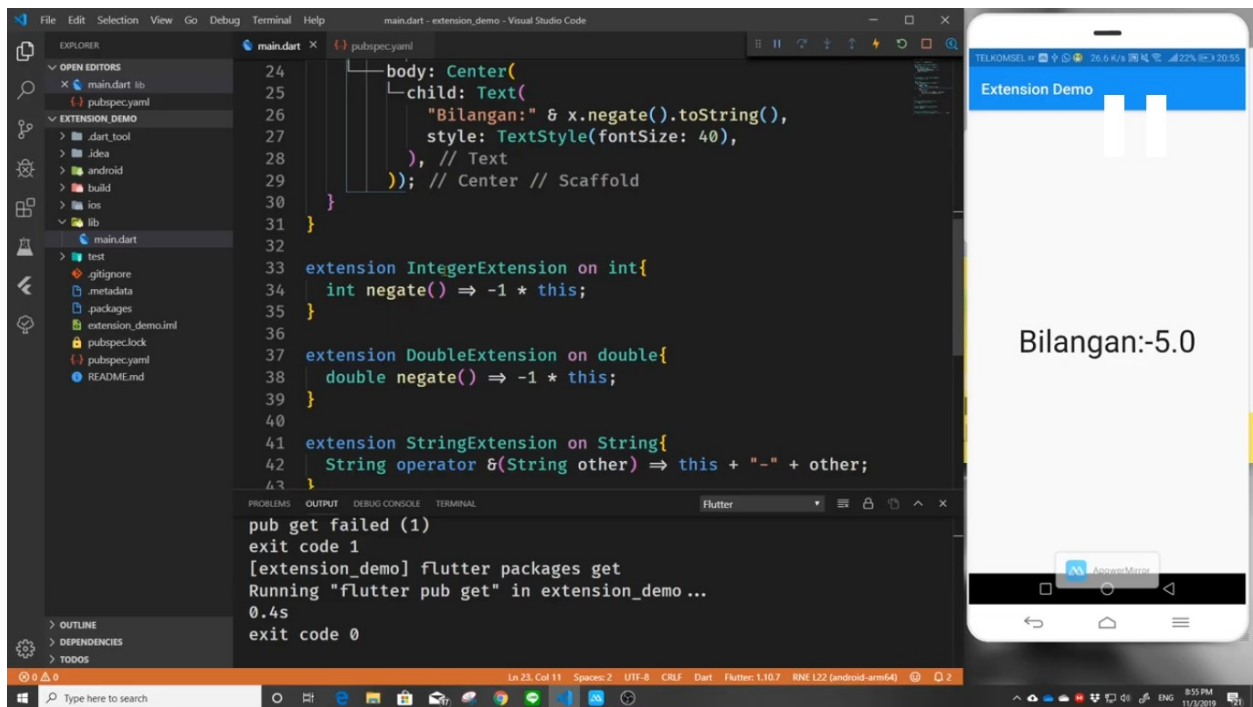 File Edit Selection View Go Debug Terminal Help main.dart - extension_demo - Visual Studio Code
EXPLORER
OPEN EDITORS
main.dart lib
pubspec.yaml
EXTENSION_DEMO
.dart_tool
.idea
android
build
ios
lib
main.dart
test
.gitignore
.metadata
.packages
extension_demo.iml
pubspec.lock
pubspec.yaml
README.md
OUTLINE
DEPENDENCIES
TODOS
main.dart pubspec.yaml
24 body: Center(
25 child: Text(
26 "Bilangan:" & x.negate().toString(),
27 style: TextStyle(fontSize: 40),
28 ), // Text
29 )); // Center // Scaffold
30 }
31 }
32
33 extension IntegerExtension on int{
34 int negate() => -1 * this;
35 }
36
37 extension DoubleExtension on double{
38 double negate() => -1 * this;
39 }
40
41 extension StringExtension on String{
42 String operator &(String other) => this + "-" + other;
43 }
PROBLEMS OUTPUT DEBUG CONSOLE TERMINAL Flutter
pub get failed (1)
exit code 1
[extension_demo] flutter packages get
Running "flutter pub get" in extension_demo...
0.4s
exit code 0
0 0 Ln 23, Col 11 Spaces: 2 UTF-8 CRLF Dart Flutter: 1.10.7 RNE L22 (android-arm64) 2
TELKOMSEL 26.6 K/s 22% 20:55
Extension Demo
Bilangan:-5.0
ApowerMirror
Type here to search
ENG 8:55 PM
11/3/2019